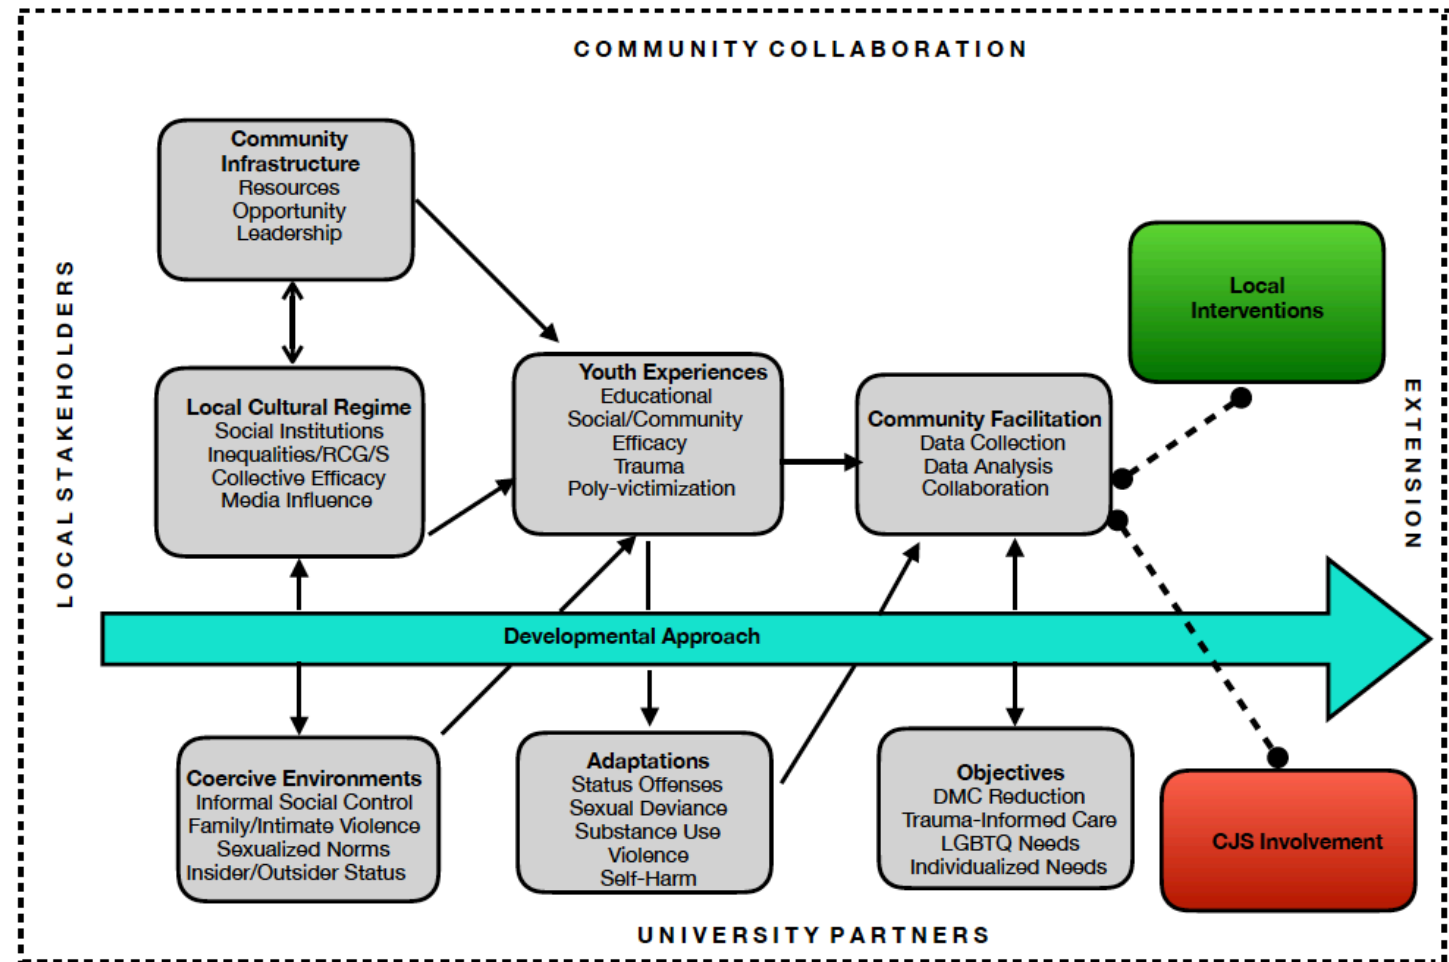 COMMUNITY COLLABORATION
LOCAL STAKEHOLDERS
Community
Infrastructure
Resources
Opportunity
Leadership
Local
Interventions
Local Cultural Regime
Social Institutions
Inequalities/RCG/S
Collective Efficacy
Media Influence
Youth Experiences
Educational
Social/Community
Efficacy
Trauma
Poly-victimization
Community Facilitation
Data Collection
Data Analysis
Collaboration
EXTENSION
Developmental Approach
Coercive Environments
Informal Social Control
Family/Intimate Violence
Sexualized Norms
Insider/Outsider Status
Adaptations
Status Offenses
Sexual Deviance
Substance Use
Violence
Self-Harm
Objectives
DMC Reduction
Trauma-Informed Care
LGBTQ Needs
Individualized Needs
CJS Involvement
UNIVERSITY PARTNERS